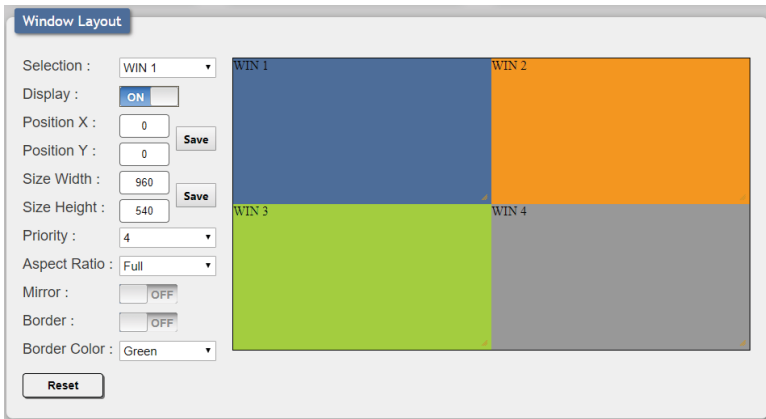 Window Layout
Selection : WIN 1
Display : ON
Position X : 0
Save
Position Y : 0
Size Width : 960
Save
Size Height : 540
Priority : 4
Aspect Ratio : Full
Mirror : OFF
Border : OFF
Border Color : Green
Reset
WIN 1 WIN 2
WIN 3 WIN 4